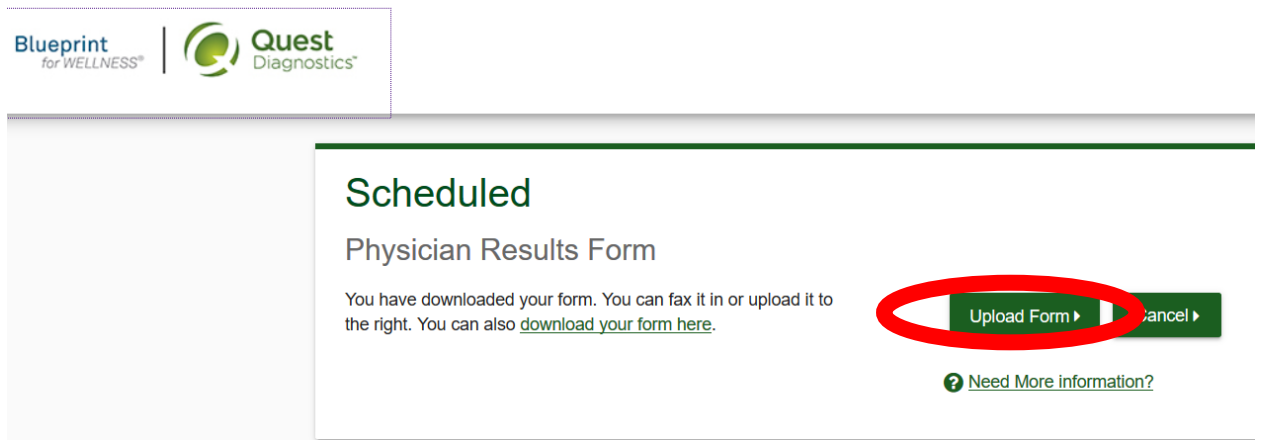 Blueprint
for WELLNESS®
Quest
Diagnostics™
Scheduled
Physician Results Form
You have downloaded your form. You can fax it in or upload it to
the right. You can also download your form here.
Upload Form
Cancel
Need More information?